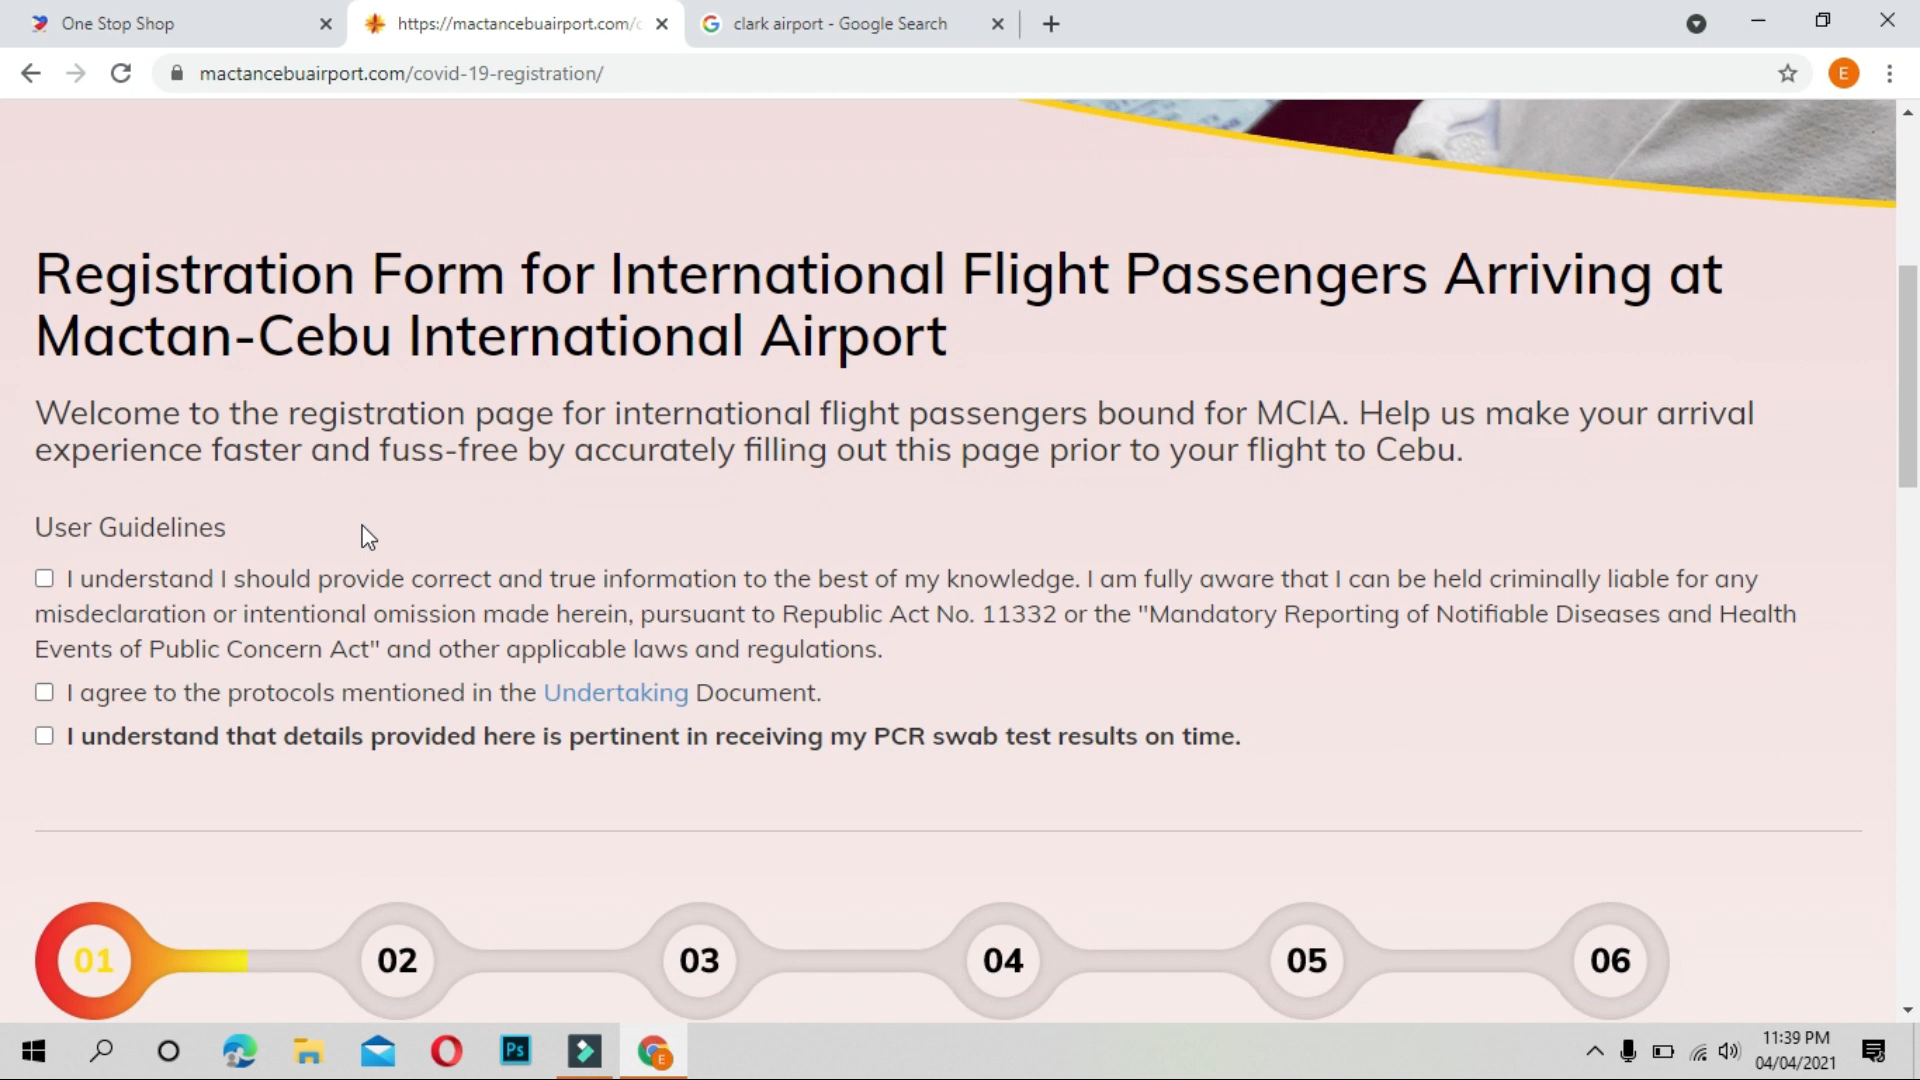 One Stop Shop
https://mactancebuairport.com/c
clark airport - Google Search
mactancebuairport.com/covid-19-registration/
E
Registration Form for International Flight Passengers Arriving at
Mactan-Cebu International Airport
Welcome to the registration page for international flight passengers bound for MCIA. Help us make your arrival
experience faster and fuss-free by accurately filling out this page prior to your flight to Cebu.
User Guidelines
I understand I should provide correct and true information to the best of my knowledge. I am fully aware that I can be held criminally liable for any
misdeclaration or intentional omission made herein, pursuant to Republic Act No. 11332 or the "Mandatory Reporting of Notifiable Diseases and Health
Events of Public Concern Act" and other applicable laws and regulations.
I agree to the protocols mentioned in the Undertaking Document.
I understand that details provided here is pertinent in receiving my PCR swab test results on time.
01 02 03 04 05 06
Ps
E
11:39 PM
04/04/2021